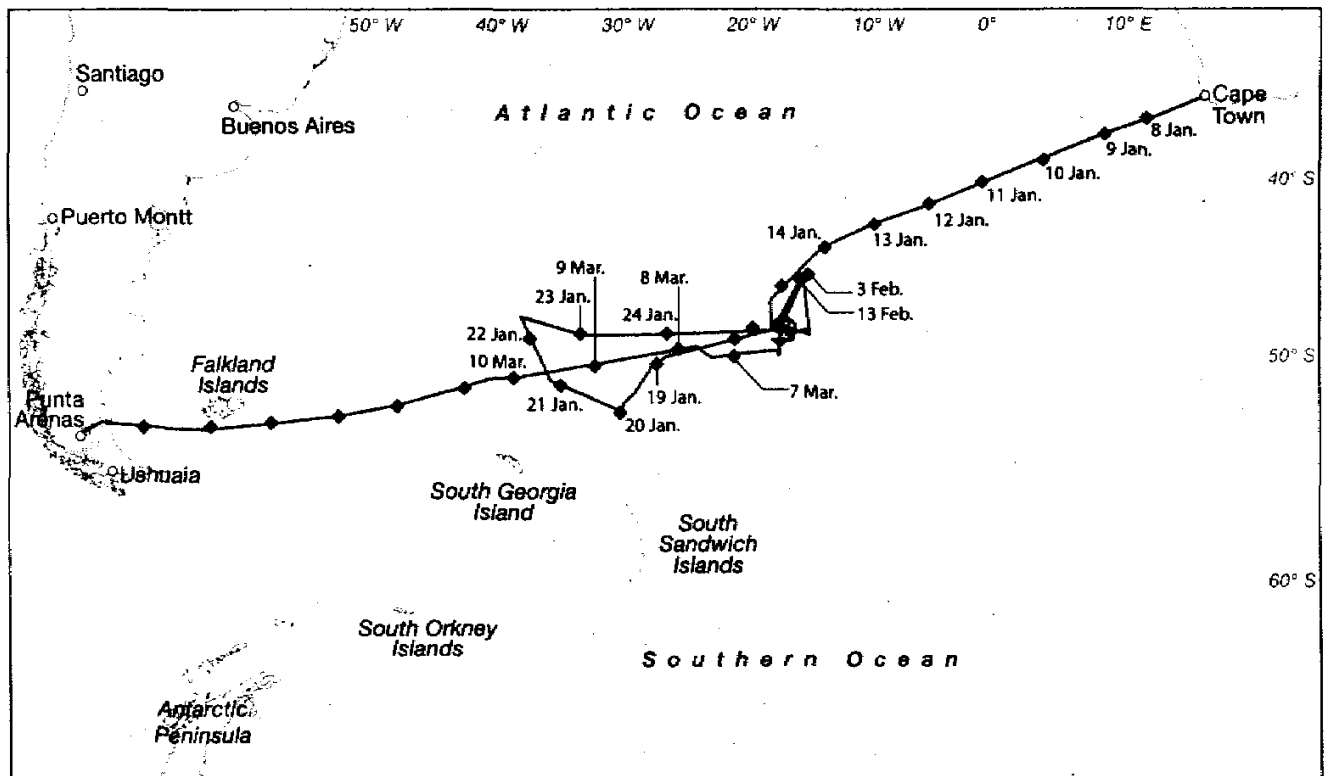 50° W 40° W 30° W 20° W 10° W 0° 10° E
Santiago
Buenos Aires
Atlantic Ocean
Cape
Town
8 Jan.
9 Jan.
10 Jan.
40° S
11 Jan.
Puerto Montt
12 Jan.
14 Jan.
13 Jan.
9 Mar.
8 Mar.
3 Feb.
23 Jan.
24 Jan.
13 Feb.
22 Jan.
50° S
Falkland
Islands
10 Mar.
19 Jan.
7 Mar.
Punta
Arenas
21 Jan.
20 Jan.
Ushuaia
South Georgia
Island
South
Sandwich
Islands
60° S
South Orkney
Islands
Southern Ocean
Antarctic
Peninsula